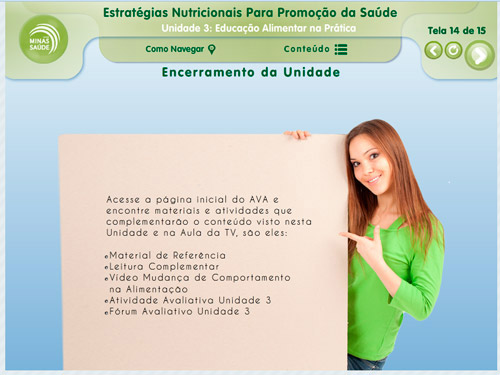 Estratégias Nutricionais Para Promoção da Saúde
Unidade 3: Educação Alimentar na Prática
Tela 14 de 15
MINAS
SAÚDE
Como Navegar
Conteúdo
Encerramento da Unidade
Acesse a página inicial do AVA e
encontre materiais e atividades que
complementarão o conteúdo visto nesta
Unidade e na Aula da TV, são eles:
Material de Referência
Leitura Complementar
Vídeo Mudança de Comportamento
na Alimentação
Atividade Avaliativa Unidade 3
Fórum Avaliativo Unidade 3